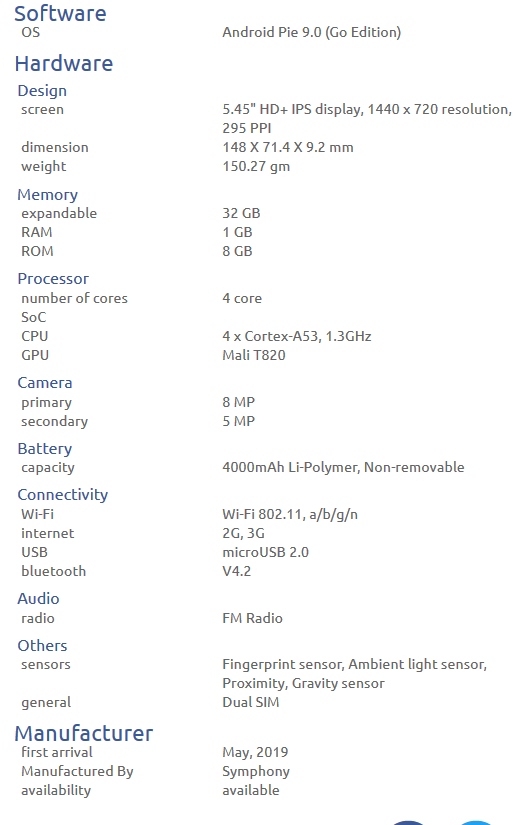 Software
OS Android Pie 9.0 (Go Edition)
Hardware
Design
screen 5.45" HD+ IPS display, 1440 x 720 resolution,
295 PPI
dimension 148 X 71.4 X 9.2 mm
weight 150.27 gm
Memory
expandable 32 GB
RAM 1 GB
ROM 8 GB
Processor
number of cores 4 core
SoC
CPU 4 x Cortex-A53, 1.3GHz
GPU Mali T820
Camera
primary 8 MP
secondary 5 MP
Battery
capacity 4000mAh Li-Polymer, Non-removable
Connectivity
Wi-Fi Wi-Fi 802.11, a/b/g/n
internet 2G, 3G
USB microUSB 2.0
bluetooth V4.2
Audio
radio FM Radio
Others
sensors Fingerprint sensor, Ambient light sensor,
Proximity, Gravity sensor
general Dual SIM
Manufacturer
first arrival May, 2019
Manufactured By Symphony
availability available